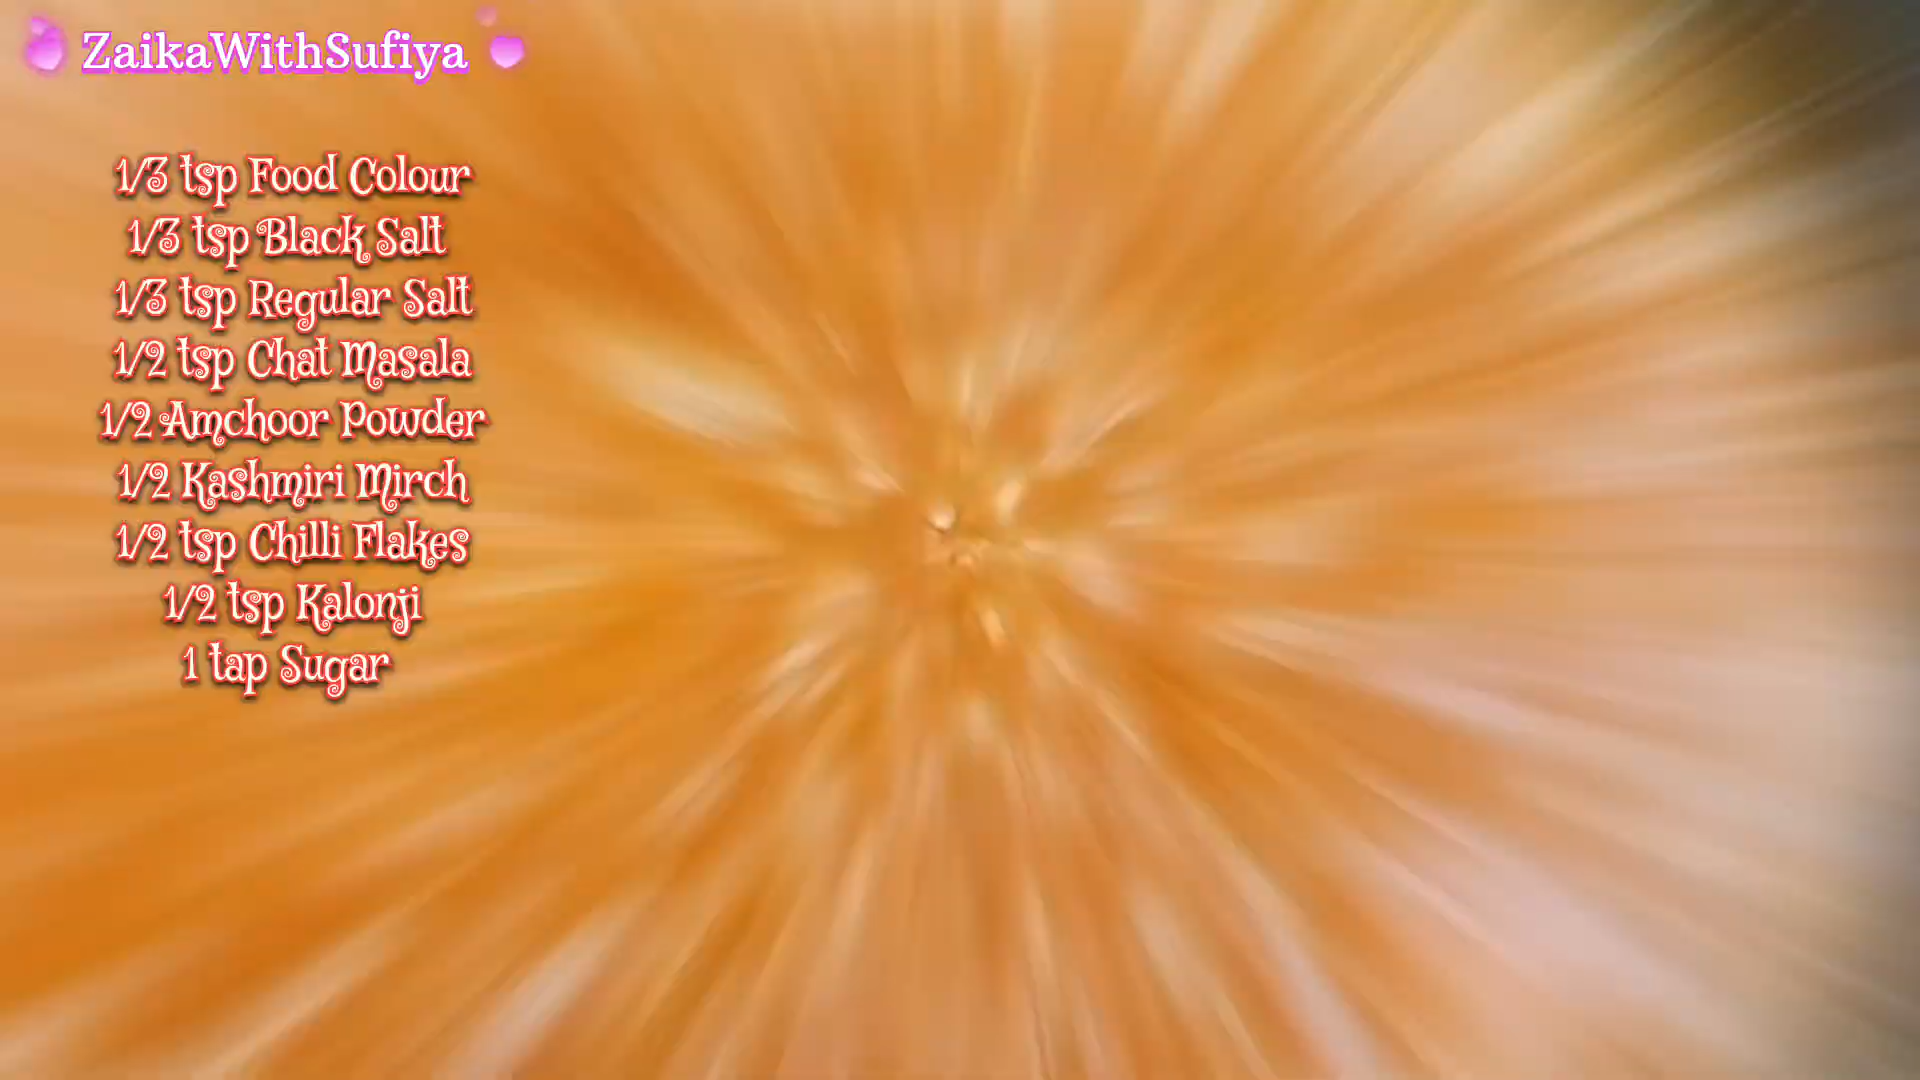 ZaikaWithSufiya
1/3 tsp Food Colour
1/3 tsp Black Salt
1/3 tsp Regular Salt
1/2 tsp Chat Masala
1/2 Amchoor Powder
1/2 Kashmiri Mirch
1/2 tsp Chilli Flakes
1/2 tsp Kalonji
1 tap Sugar